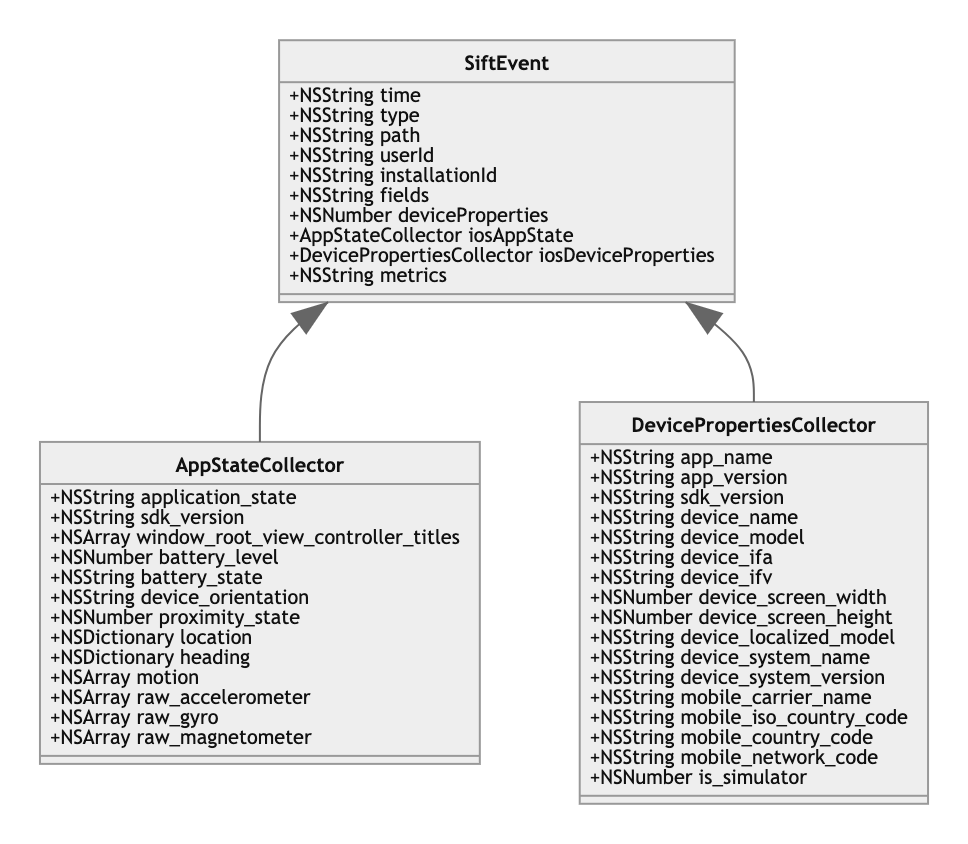 SiftEvent
+NSString time
+NSString type
+NSString path
+NSString userId
+NSString installationId
+NSString fields
+NSNumber deviceProperties
+AppStateCollector iosAppState
+DevicePropertiesCollector iosDeviceProperties
+NSString metrics
AppStateCollector
+NSString application_state
+NSString sdk_version
+NSArray window_root_view_controller_titles
+NSNumber battery_level
+NSString battery_state
+NSString device_orientation
+NSNumber proximity_state
+NSDictionary location
+NSDictionary heading
+NSArray motion
+NSArray raw_accelerometer
+NSArray raw_gyro
+NSArray raw_magnetometer
DevicePropertiesCollector
+NSString app_name
+NSString app_version
+NSString sdk_version
+NSString device_name
+NSString device_model
+NSString device_ifa
+NSString device_ifv
+NSNumber device_screen_width
+NSNumber device_screen_height
+NSString device_localized_model
+NSString device_system_name
+NSString device_system_version
+NSString mobile_carrier_name
+NSString mobile_iso_country_code
+NSString mobile_country_code
+NSString mobile_network_code
+NSNumber is_simulator